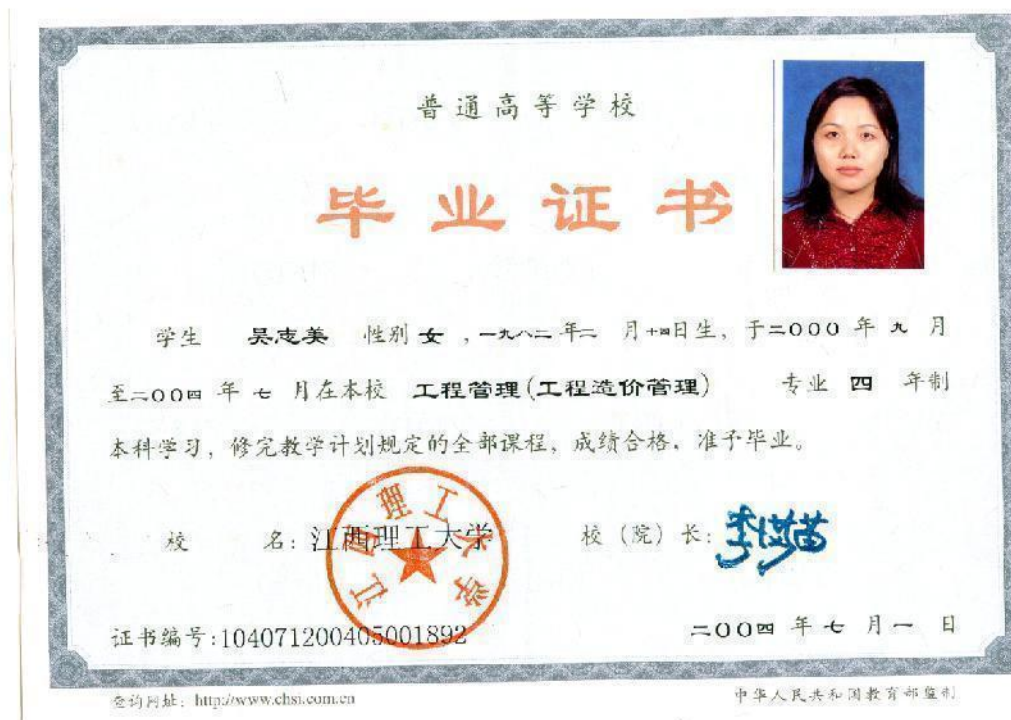 普通高等学校
毕业证书
学生 吴志美 性别 女 ,一九八二 年二 月十四日生, 于二000 年 九 月
至二00四 年 七 月在本校 工程管理(工程造价管理) 专业 四 年制
本科学习, 修完教学计划规定的全部课程, 成绩合格, 准予毕业。
校 名: 江西理工大学 校 (院) 长:
江西理工大学
证书编号:104071200405001892 二00四 年 七 月 一 日
查询网址: http://www.chsi.com.cn 中华人民共和国教育部监制